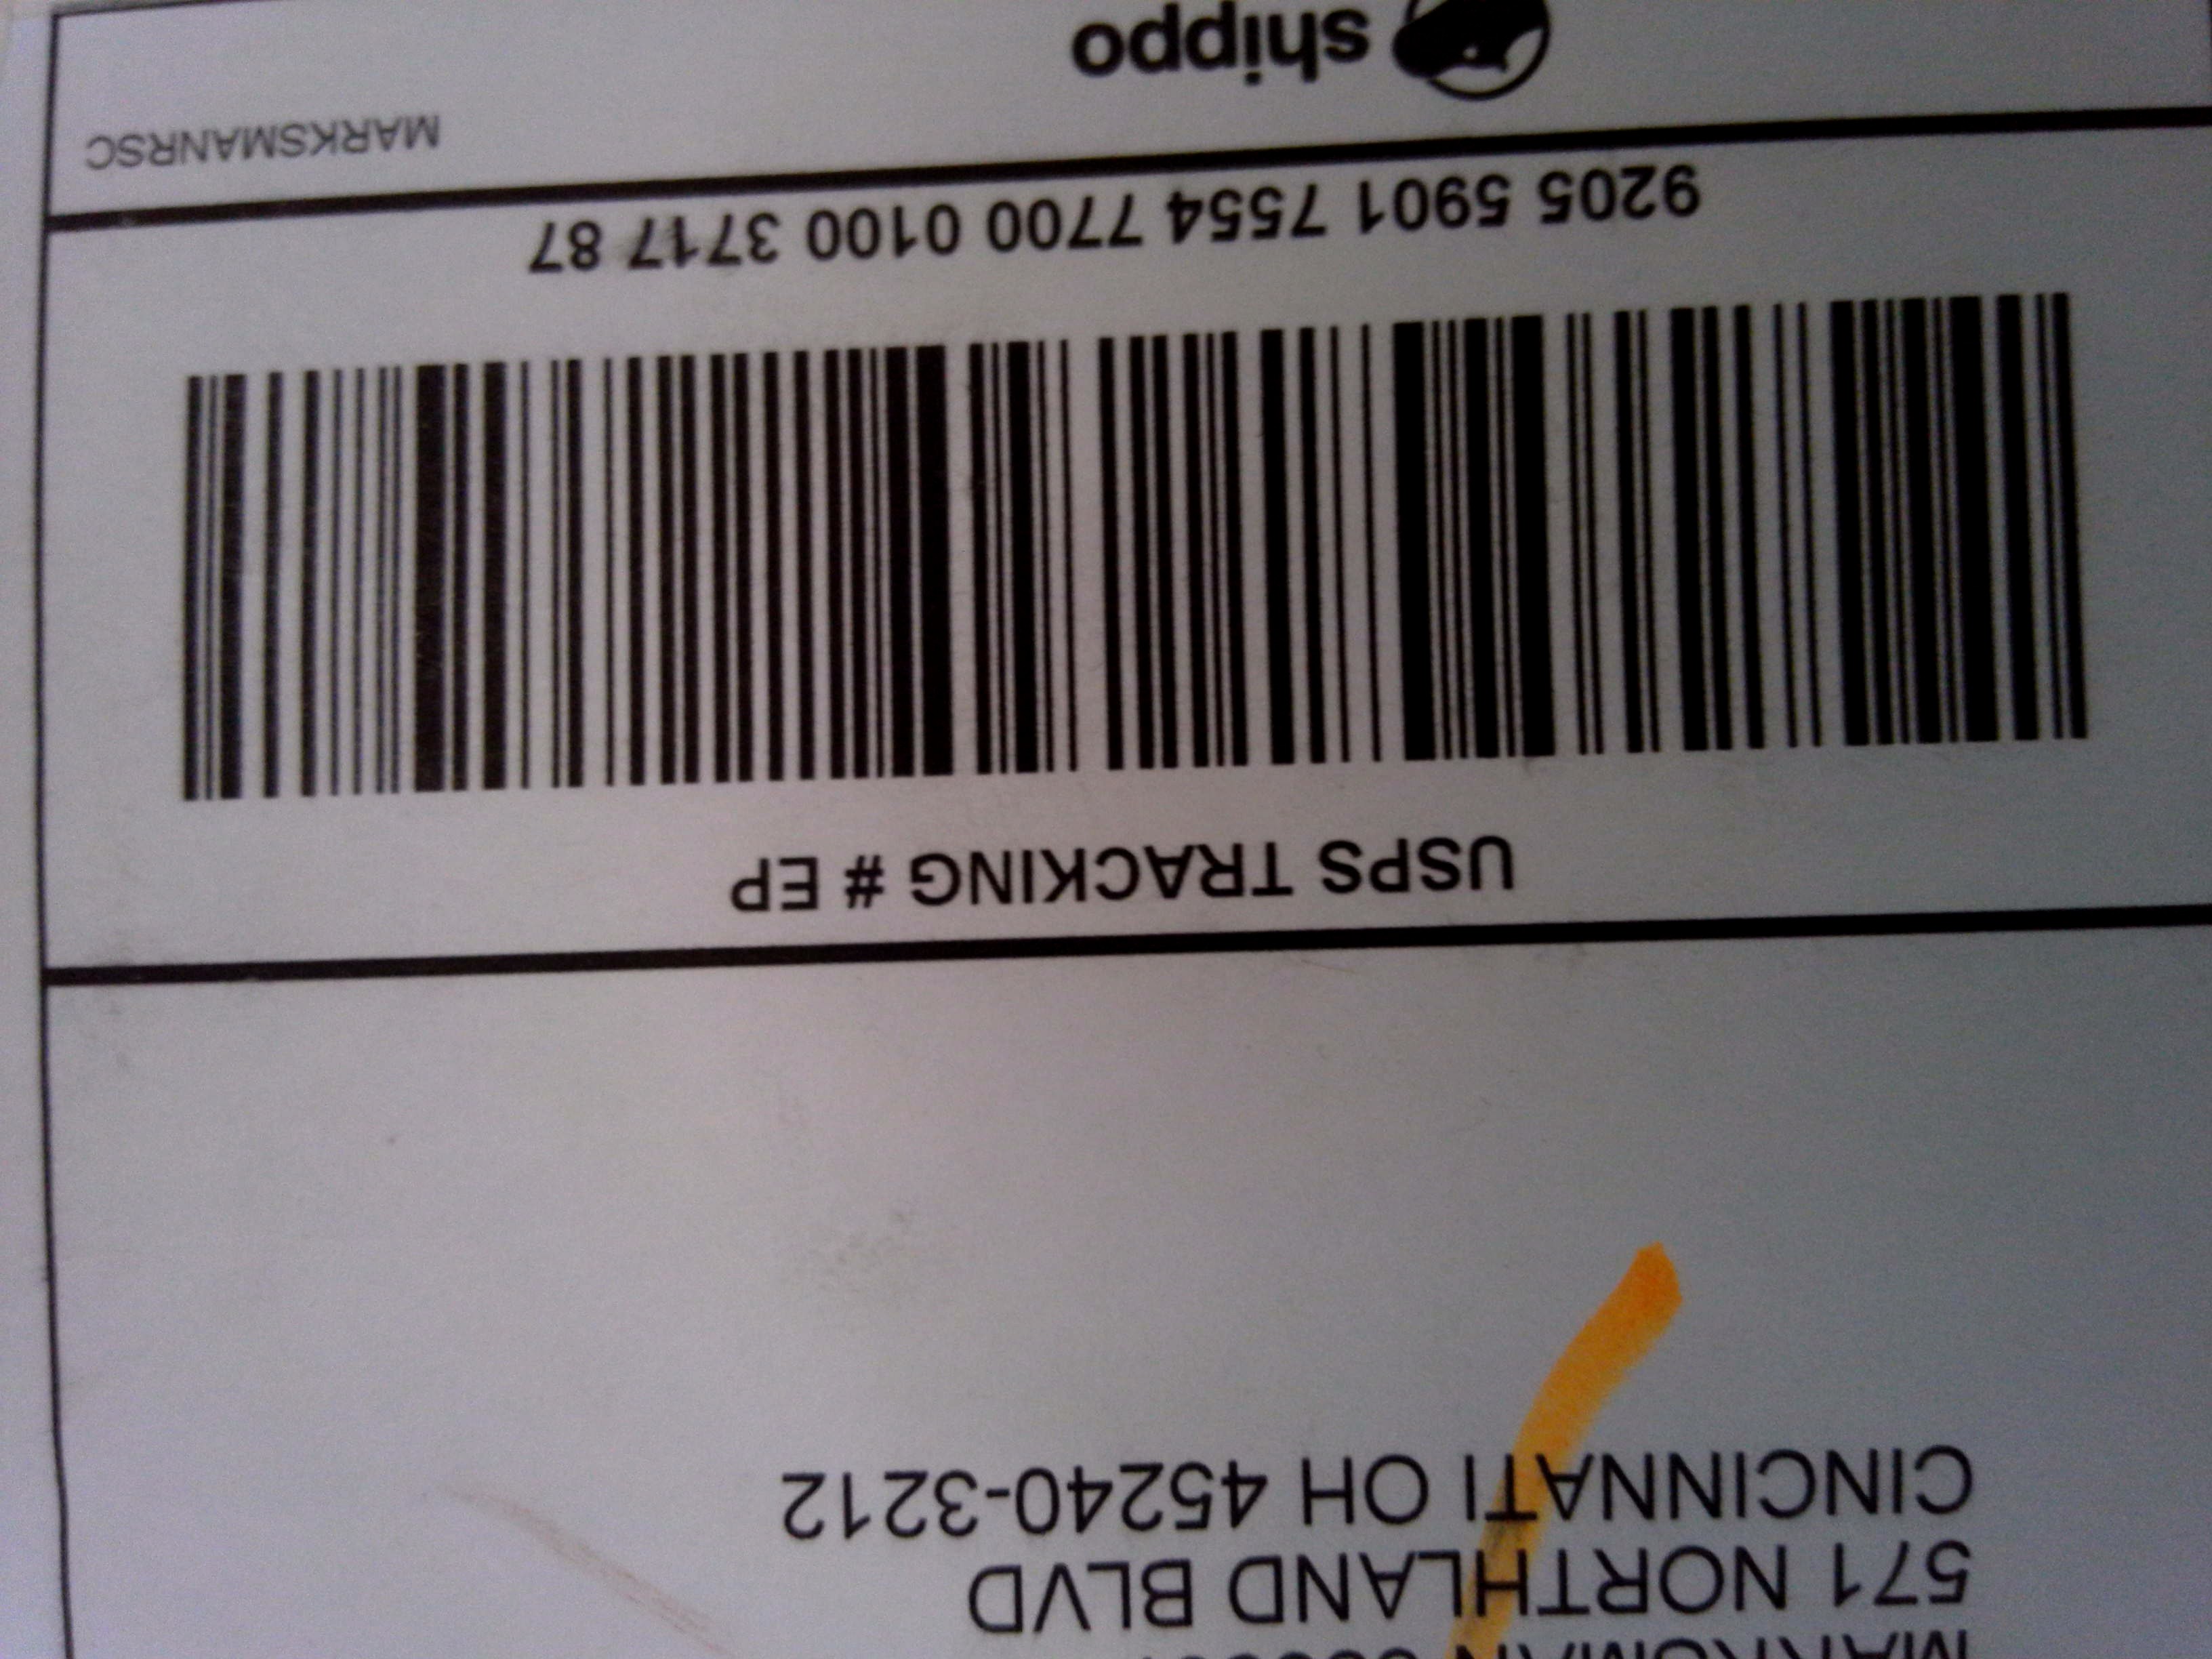 571 NORTHLAND BLVD
CINCINNATI OH 45240-3212
USPS TRACKING # EP
9205 5901 7554 7700 0100 3717 87
shippo
MARKSMANRSC